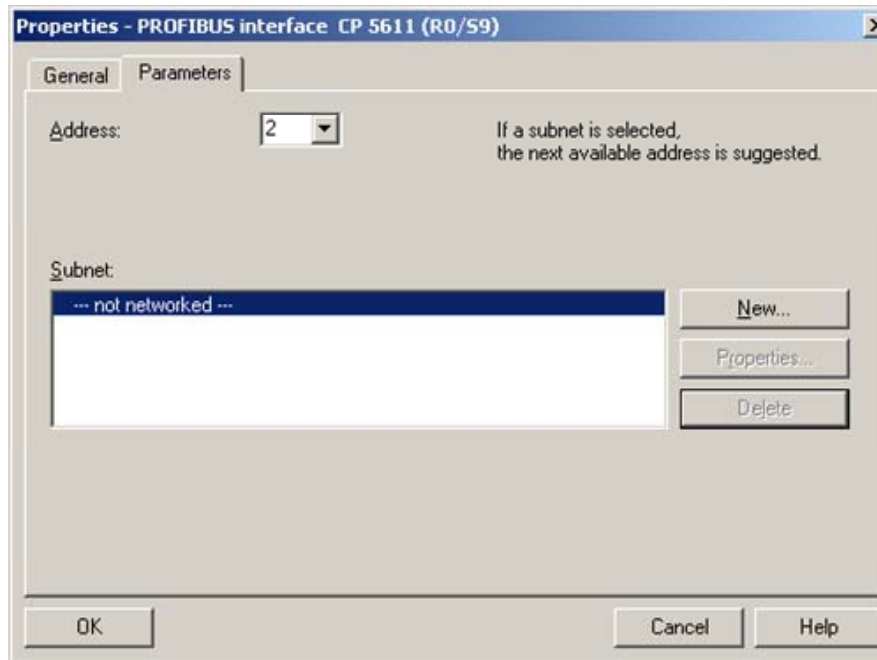 Properties - PROFIBUS interface CP 5611 (R0/S9)
General Parameters
Address: 2 If a subnet is selected,
the next available address is suggested.
Subnet:
--- not networked ---
New...
Properties...
Delete
OK Cancel Help